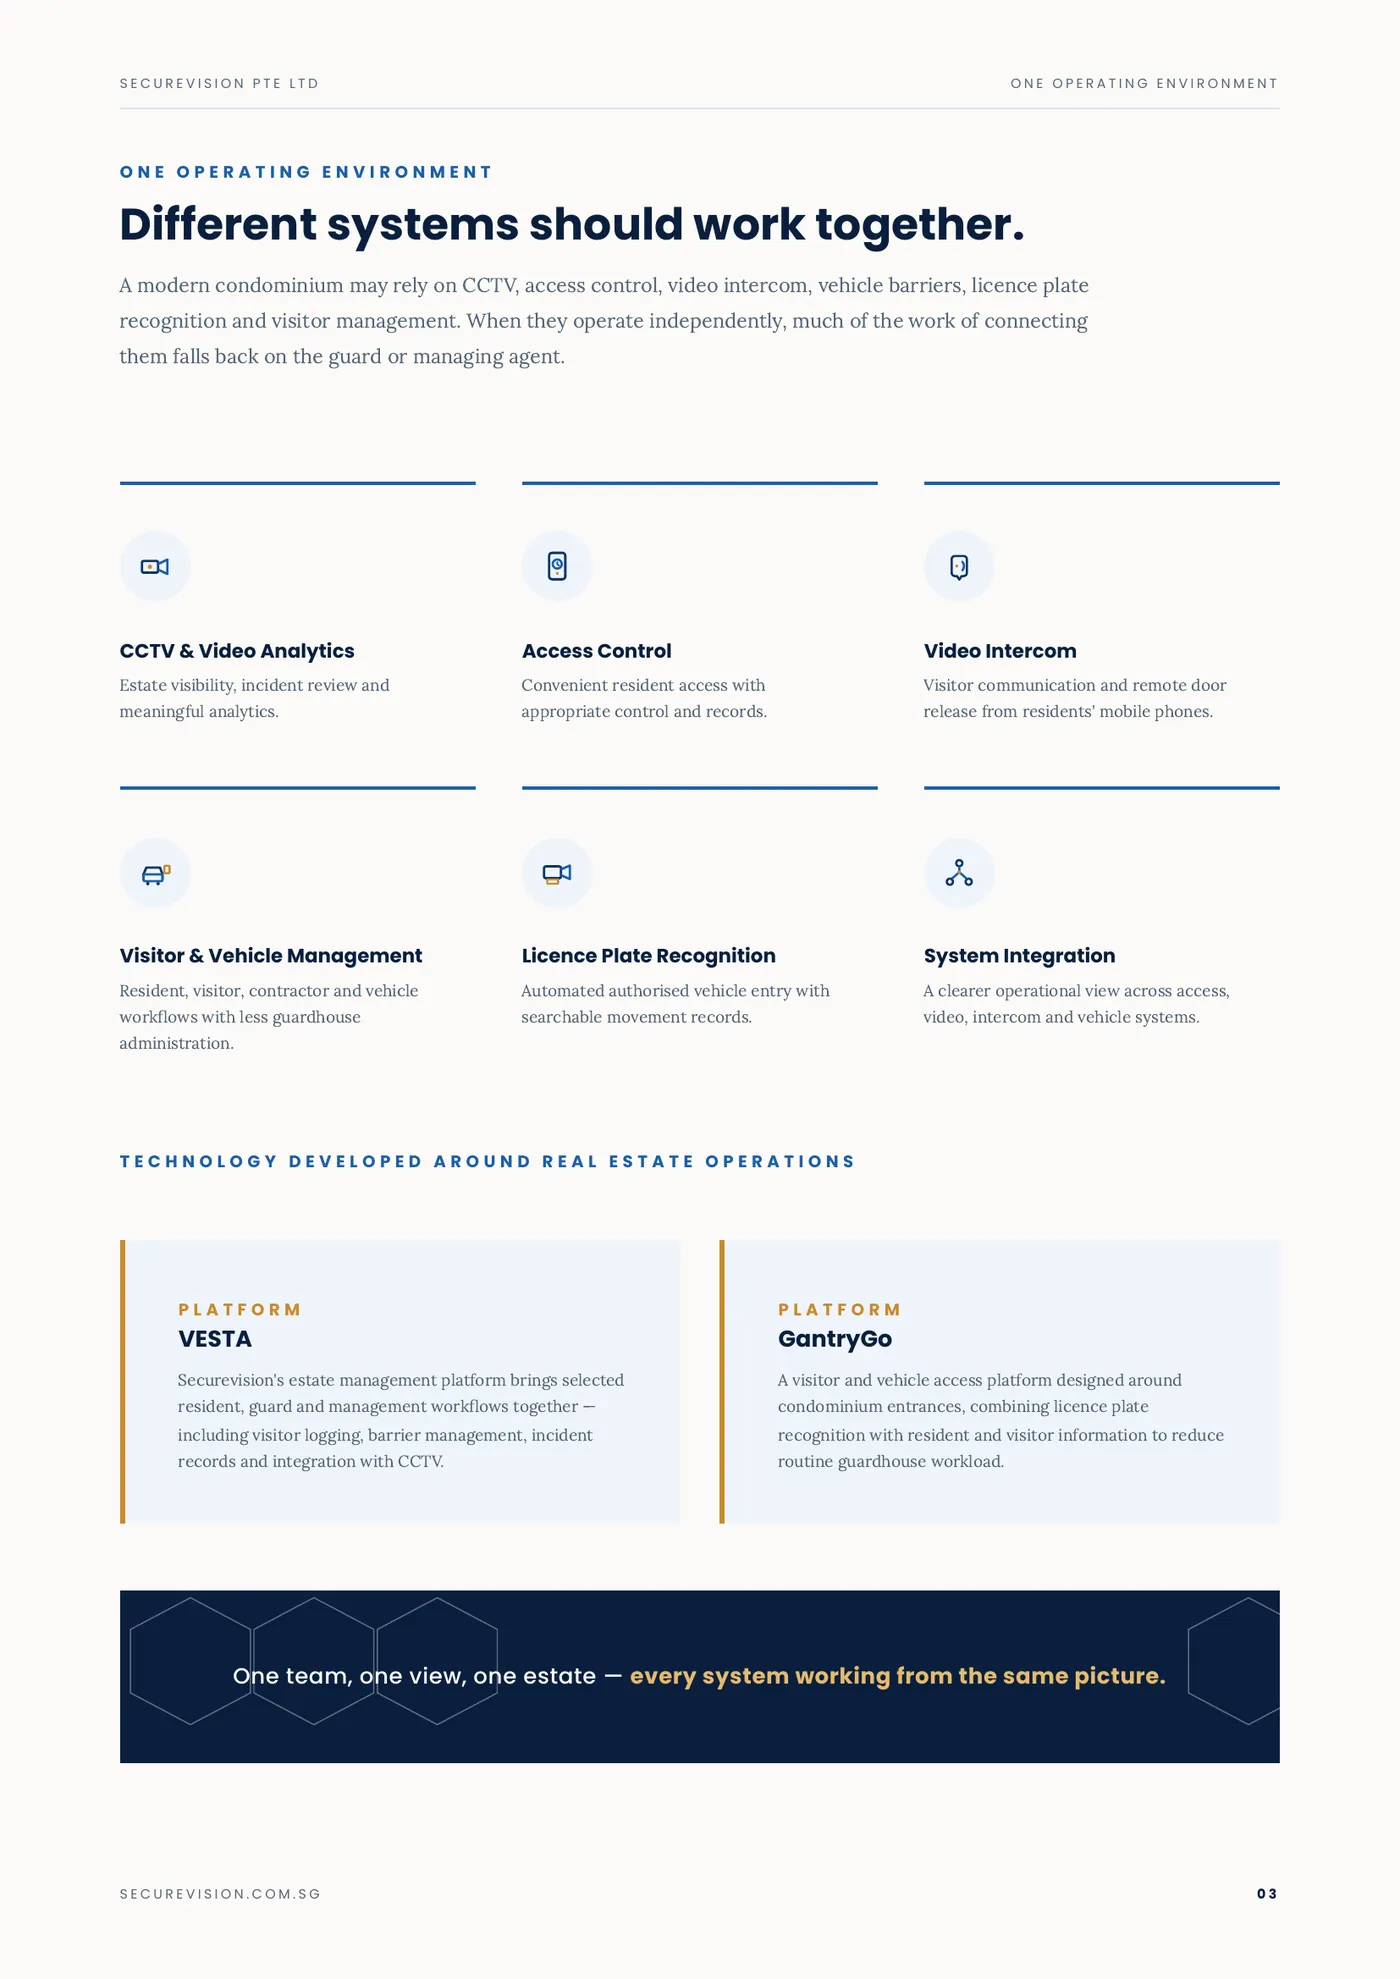 SECUREVISION PTE LTD
ONE OPERATING ENVIRONMENT
ONE OPERATING ENVIRONMENT
Different systems should work together.
A modern condominium may rely on CCTV, access control, video intercom, vehicle barriers, licence plate
recognition and visitor management. When they operate independently, much of the work of connecting
them falls back on the guard or managing agent.
CCTV & Video Analytics
Estate visibility, incident review and
meaningful analytics.
Access Control
Convenient resident access with
appropriate control and records.
Video Intercom
Visitor communication and remote door
release from residents' mobile phones.
Visitor & Vehicle Management
Resident, visitor, contractor and vehicle
workflows with less guardhouse
administration.
Licence Plate Recognition
Automated authorised vehicle entry with
searchable movement records.
System Integration
A clearer operational view across access,
video, intercom and vehicle systems.
TECHNOLOGY DEVELOPED AROUND REAL ESTATE OPERATIONS
PLATFORM
VESTA
Securevision's estate management platform brings selected
resident, guard and management workflows together —
including visitor logging, barrier management, incident
records and integration with CCTV.
PLATFORM
GantryGo
A visitor and vehicle access platform designed around
condominium entrances, combining licence plate
recognition with resident and visitor information to reduce
routine guardhouse workload.
One team, one view, one estate — every system working from the same picture.
SECUREVISION.COM.SG
03